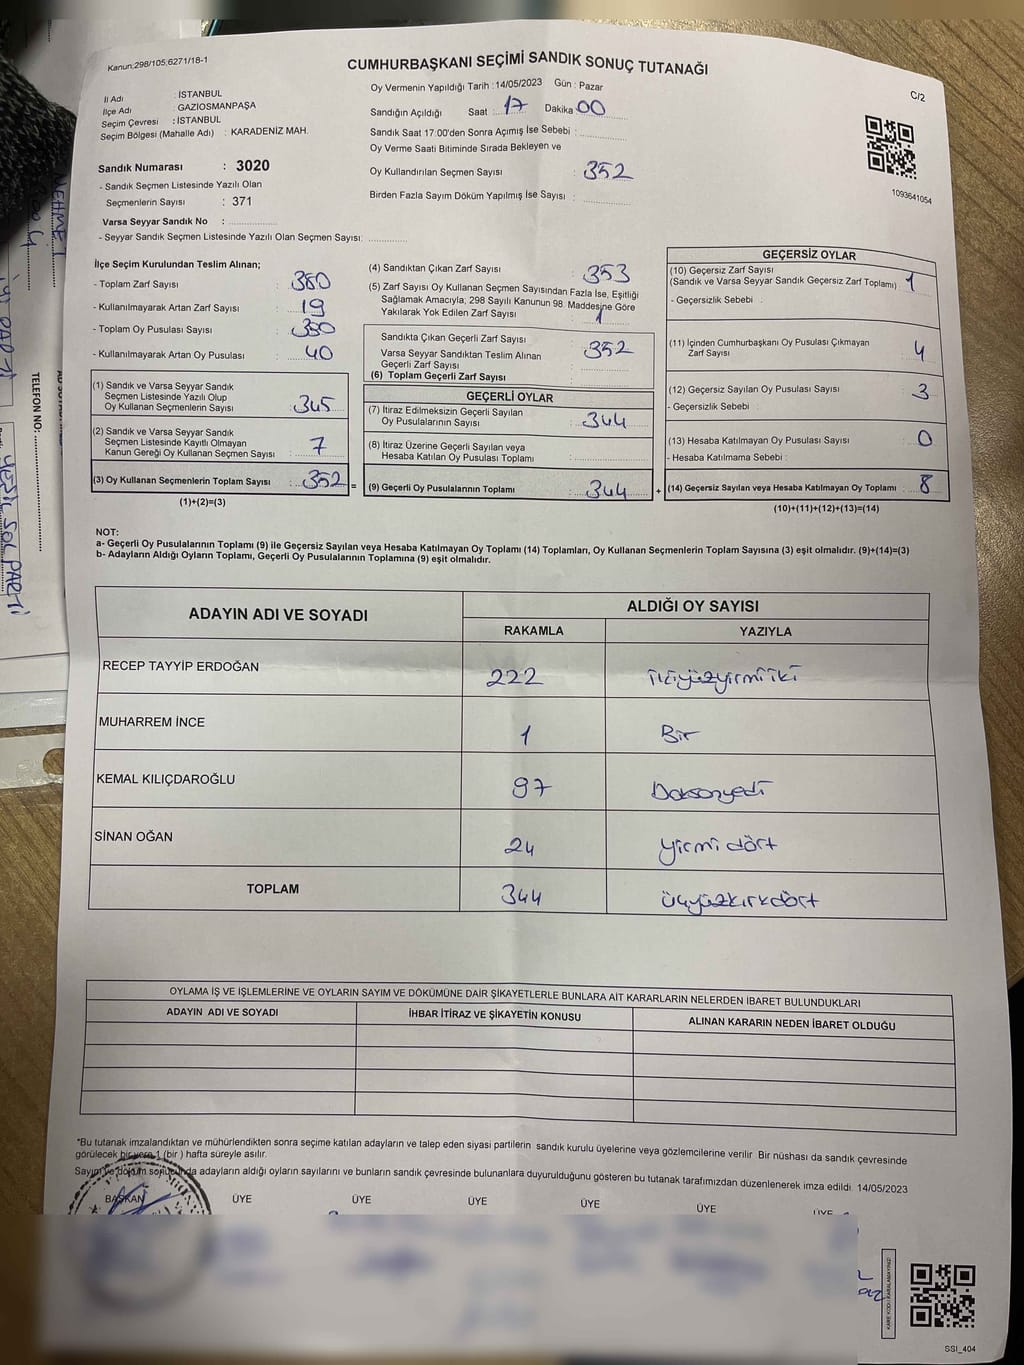 Kanun:298/105;6271/18-1
CUMHURBAŞKANI SEÇİMİ SANDIK SONUÇ TUTANAĞI
C/2
İl Adı : İSTANBUL
İlçe Adı : GAZİOSMANPAŞA
Seçim Çevresi : İSTANBUL
Seçim Bölgesi (Mahalle Adı) : KARADENİZ MAH.
Sandık Numarası : 3020
- Sandık Seçmen Listesinde Yazılı Olan
Seçmenlerin Sayısı : 371
Varsa Seyyar Sandık No :
- Seyyar Sandık Seçmen Listesinde Yazılı Olan Seçmen Sayısı:
Oy Vermenin Yapıldığı Tarih :14/05/2023 Gün : Pazar
Sandığın Açıldığı Saat : 17 Dakika 00
Sandık Saat 17:00'den Sonra Açımış İse Sebebi :
Oy Verme Saati Bitiminde Sırada Bekleyen ve
Oy Kullandırılan Seçmen Sayısı : 352
Birden Fazla Sayım Döküm Yapılmış İse Sayısı :
1093641054
İlçe Seçim Kurulundan Teslim Alınan;
- Toplam Zarf Sayısı : 380
- Kullanılmayarak Artan Zarf Sayısı : 19
- Toplam Oy Pusulası Sayısı : 390
- Kullanılmayarak Artan Oy Pusulası : 40
(1) Sandık ve Varsa Seyyar Sandık
Seçmen Listesinde Yazılı Olup
Oy Kullanan Seçmenlerin Sayısı : 345
(2) Sandık ve Varsa Seyyar Sandık
Seçmen Listesinde Kayıtlı Olmayan
Kanun Gereği Oy Kullanan Seçmen Sayısı : 7
(3) Oy Kullanan Seçmenlerin Toplam Sayısı : 352 =
(1)+(2)=(3)
(4) Sandıktan Çıkan Zarf Sayısı : 353
(5) Zarf Sayısı Oy Kullanan Seçmen Sayısından Fazla İse, Eşitliği
Sağlamak Amacıyla, 298 Sayılı Kanunun 98. Maddesine Göre
Yakılarak Yok Edilen Zarf Sayısı : 1
Sandıkta Çıkan Geçerli Zarf Sayısı : 352
Varsa Seyyar Sandıktan Teslim Alınan
Geçerli Zarf Sayısı :
(6) Toplam Geçerli Zarf Sayısı :
GEÇERLİ OYLAR
(7) İtiraz Edilmeksizin Geçerli Sayılan
Oy Pusulalarının Sayısı : 344
(8) İtiraz Üzerine Geçerli Sayılan veya
Hesaba Katılan Oy Pusulası Toplamı :
(9) Geçerli Oy Pusulalarının Toplamı : 344 +
GEÇERSİZ OYLAR
(10) Geçersiz Zarf Sayısı
(Sandık ve Varsa Seyyar Sandık Geçersiz Zarf Toplamı) 1
- Geçersizlik Sebebi :
(11) İçinden Cumhurbaşkanı Oy Pusulası Çıkmayan
Zarf Sayısı : 4
(12) Geçersiz Sayılan Oy Pusulası Sayısı : 3
- Geçersizlik Sebebi :
(13) Hesaba Katılmayan Oy Pusulası Sayısı : 0
- Hesaba Katılmama Sebebi :
(14) Geçersiz Sayılan veya Hesaba Katılmayan Oy Toplamı : 8
(10)+(11)+(12)+(13)=(14)
NOT:
a- Geçerli Oy Pusulalarının Toplamı (9) ile Geçersiz Sayılan veya Hesaba Katılmayan Oy Toplamı (14) Toplamları, Oy Kullanan Seçmenlerin Toplam Sayısına (3) eşit olmalıdır. (9)+(14)=(3)
b- Adayların Aldığı Oyların Toplamı, Geçerli Oy Pusulalarının Toplamına (9) eşit olmalıdır.
ADAYIN ADI VE SOYADI ALDIĞI OY SAYISI
RAKAMLA YAZIYLA
RECEP TAYYİP ERDOĞAN 222 ikiyüzyirmiiki
MUHARREM İNCE 1 Bir
KEMAL KILIÇDAROĞLU 97 Doksanyedi
SİNAN OĞAN 24 yirmi dört
TOPLAM 344 üçyüzkırkdört
OYLAMA İŞ VE İŞLEMLERİNE VE OYLARIN SAYIM VE DÖKÜMÜNE DAİR ŞİKAYETLERLE BUNLARA AİT KARARLARIN NELERDEN İBARET BULUNDUKLARI
ADAYIN ADI VE SOYADI İHBAR İTİRAZ VE ŞİKAYETİN KONUSU ALINAN KARARIN NEDEN İBARET OLDUĞU
*Bu tutanak imzalandıktan ve mühürlendikten sonra seçime katılan adayların ve talep eden siyasi partilerin sandık kurulu üyelerine veya gözlemcilerine verilir Bir nüshası da sandık çevresinde
görülecek bir yere 1 (bir ) hafta süreyle asılır.
Sayım ve döküm sonucunda adayların aldığı oyların sayılarını ve bunların sandık çevresinde bulunanlara duyurulduğunu gösteren bu tutanak tarafımızdan düzenlenerek imza edildi. 14/05/2023
BAŞKAN ÜYE ÜYE ÜYE ÜYE ÜYE ÜYE
KARE KODU KARALAMAYINIZ!
SSI_404
TELEFON NO:
YEŞİL SOL PARTİ